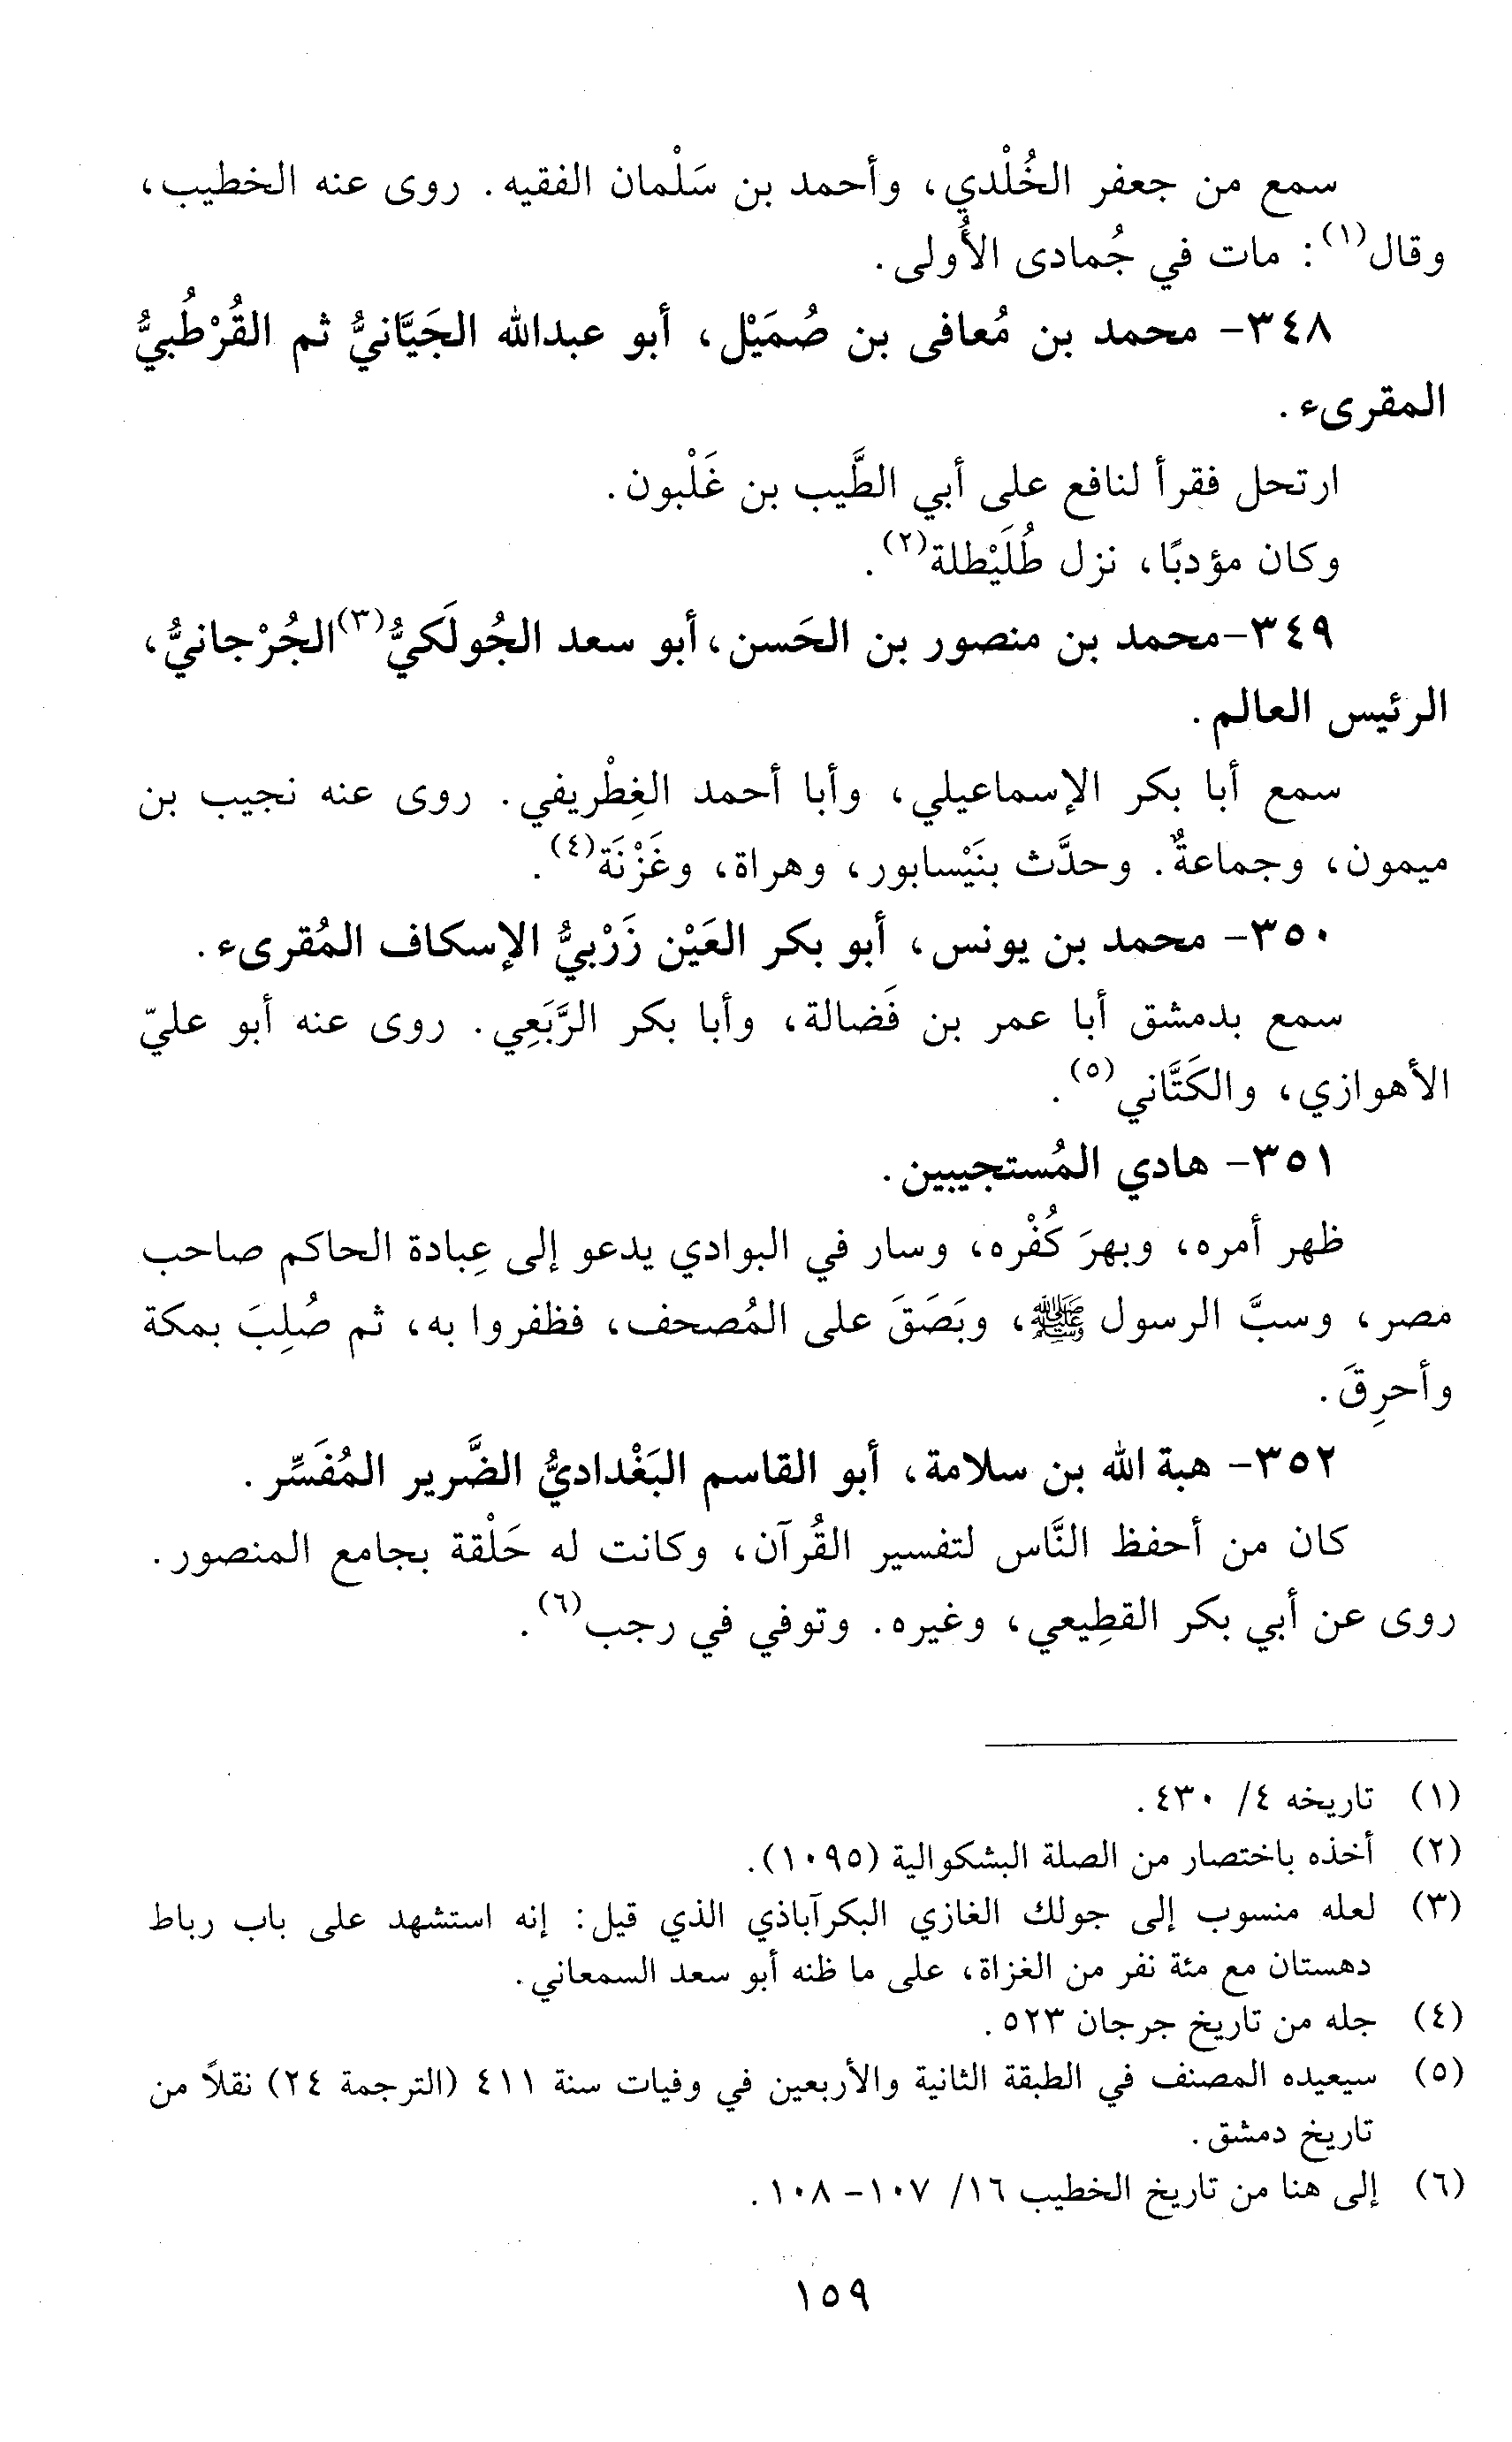 سمع من جعفر الخُلْدي، وأحمد بن سَلْمان الفقيه. روى عنه الخطيب،
وقال(١): مات في جُمادى الأُولى.
٣٤٨- محمد بن مُعافى بن صُمَيْل، أبو عبدالله الجَيَّانيُّ ثم القُرْطُبيُّ
المقرىء.
ارتحل فقرأ لنافع على أبي الطَّيب بن غَلْبون.
وكان مؤدبًا، نزل طُلَيْطلة(٢).
٣٤٩-محمد بن منصور بن الحَسن، أبو سعد الجُولَكيُّ(٣) الجُرْجانيُّ،
الرئيس العالم.
سمع أبا بكر الإسماعيلي، وأبا أحمد الغِطْريفي. روى عنه نجيب بن
ميمون، وجماعةٌ. وحدَّث بنَيْسابور، وهراة، وغَزْنَة(٤).
٣٥٠- محمد بن يونس، أبو بكر العَيْن زَرْبيُّ الإسكاف المُقرىء.
سمع بدمشق أبا عمر بن فَضالة، وأبا بكر الرَّبَعِي. روى عنه أبو عليّ
الأهوازي، والكَتَّاني(٥).
٣٥١- هادي المُستجيبين.
ظهر أمره، وبهرَ كُفْره، وسار في البوادي يدعو إلى عِبادة الحاكم صاحب
مصر، وسبَّ الرسول ﷺ، وبَصَقَ على المُصحف، فظفروا به، ثم صُلِبَ بمكة
وأحرِقَ.
٣٥٢- هبة الله بن سلامة، أبو القاسم البَغْداديُّ الضَّرير المُفَسِّر.
كان من أحفظ النَّاس لتفسير القُرآن، وكانت له حَلْقة بجامع المنصور.
روى عن أبي بكر القطِيعي، وغيره. وتوفي في رجب(٦).
(١) تاريخه ٤/ ٤٣٠.
(٢) أخذه باختصار من الصلة البشكوالية (١٠٩٥).
(٣) لعله منسوب إلى جولك الغازي البكرآباذي الذي قيل: إنه استشهد على باب رباط
دهستان مع مئة نفر من الغزاة، على ما ظنه أبو سعد السمعاني.
(٤) جله من تاريخ جرجان ٥٢٣.
(٥) سيعيده المصنف في الطبقة الثانية والأربعين في وفيات سنة ٤١١ (الترجمة ٢٤) نقلاً من
تاريخ دمشق.
(٦) إلى هنا من تاريخ الخطيب ١٦/ ١٠٧- ١٠٨.
١٥٩